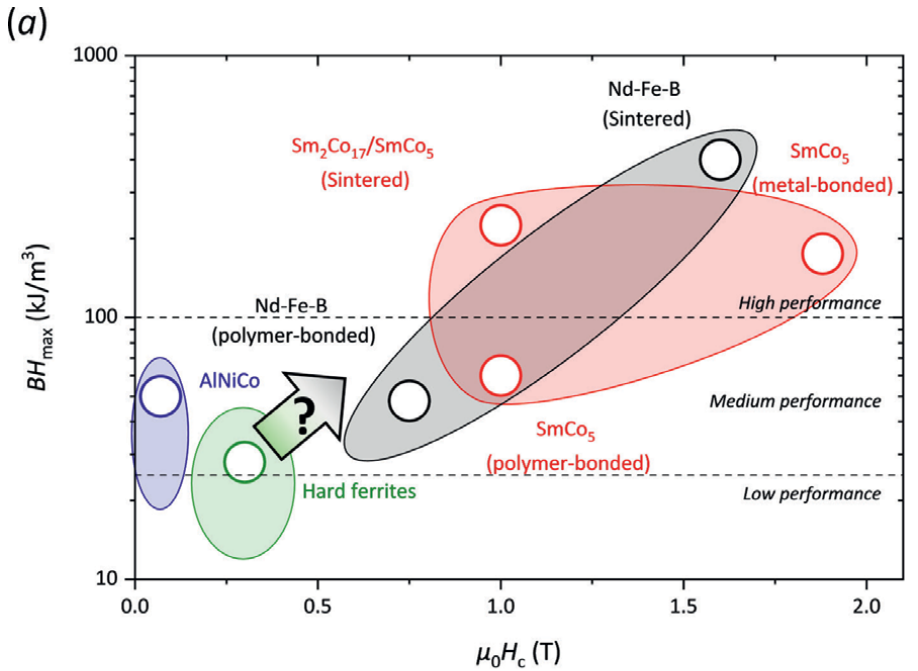 (a)
1000
Nd-Fe-B
(Sintered)
Sm₂Co₁₇/SmCo₅
(Sintered)
SmCo₅
(metal-bonded)
BHmax (kJ/m³)
Nd-Fe-B
(polymer-bonded)
High performance
100
AlNiCo
?
Medium performance
SmCo₅
(polymer-bonded)
Hard ferrites
Low performance
10
0.0 0.5 1.0 1.5 2.0
μ₀Hc (T)